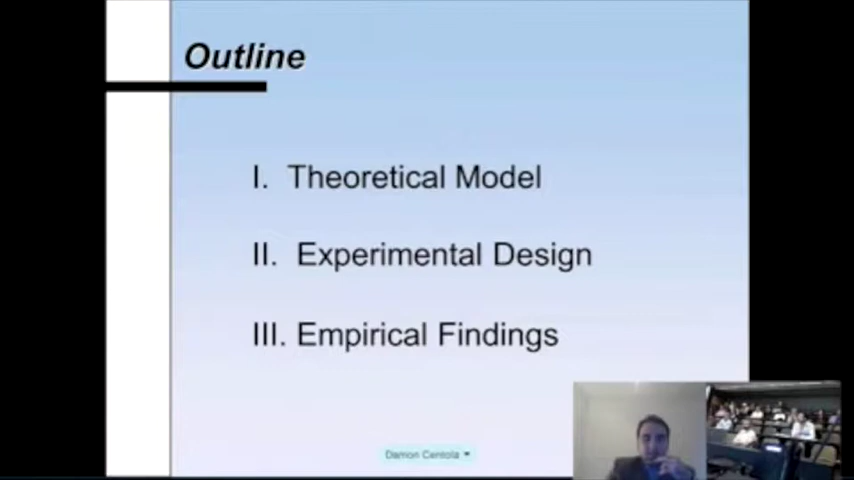 Outline
I. Theoretical Model
II. Experimental Design
III. Empirical Findings
Damon Centola